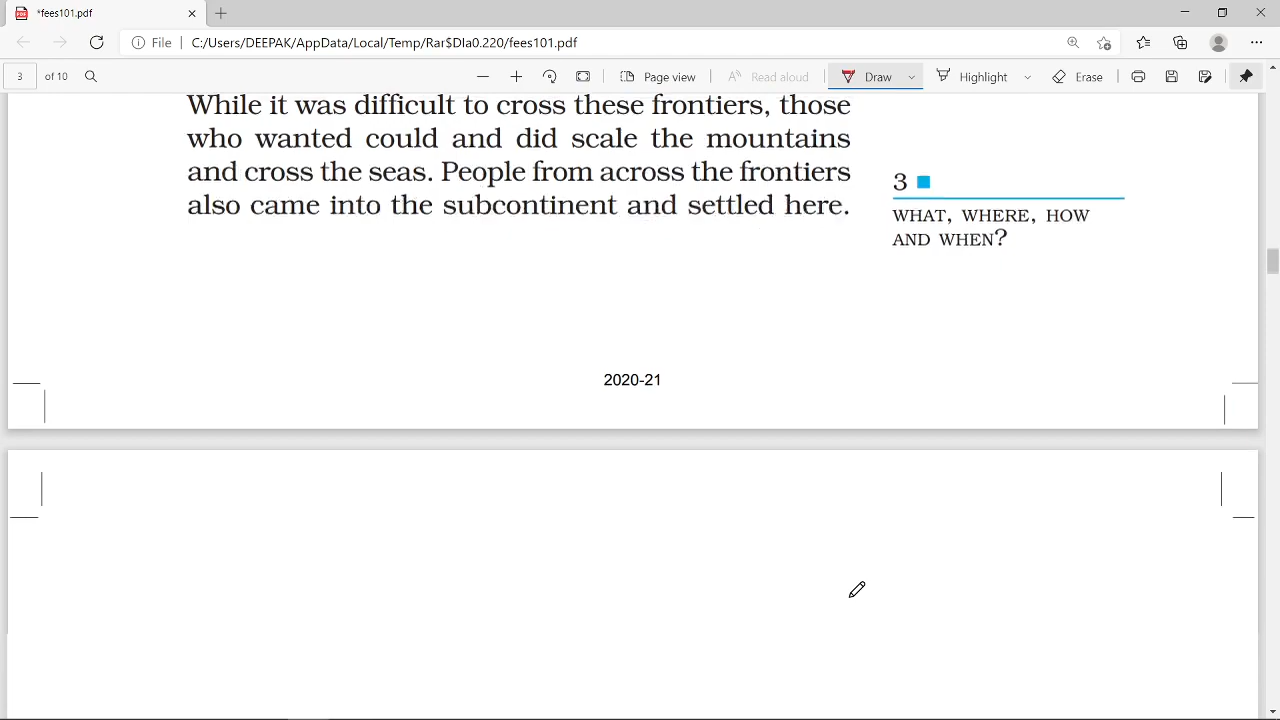 *fees101.pdf
File | C:/Users/DEEPAK/AppData/Local/Temp/Rar$DIa0.220/fees101.pdf
3 of 10 Page view Read aloud Draw Highlight Erase
While it was difficult to cross these frontiers, those
who wanted could and did scale the mountains
and cross the seas. People from across the frontiers
also came into the subcontinent and settled here.
3
WHAT, WHERE, HOW
AND WHEN?
2020-21